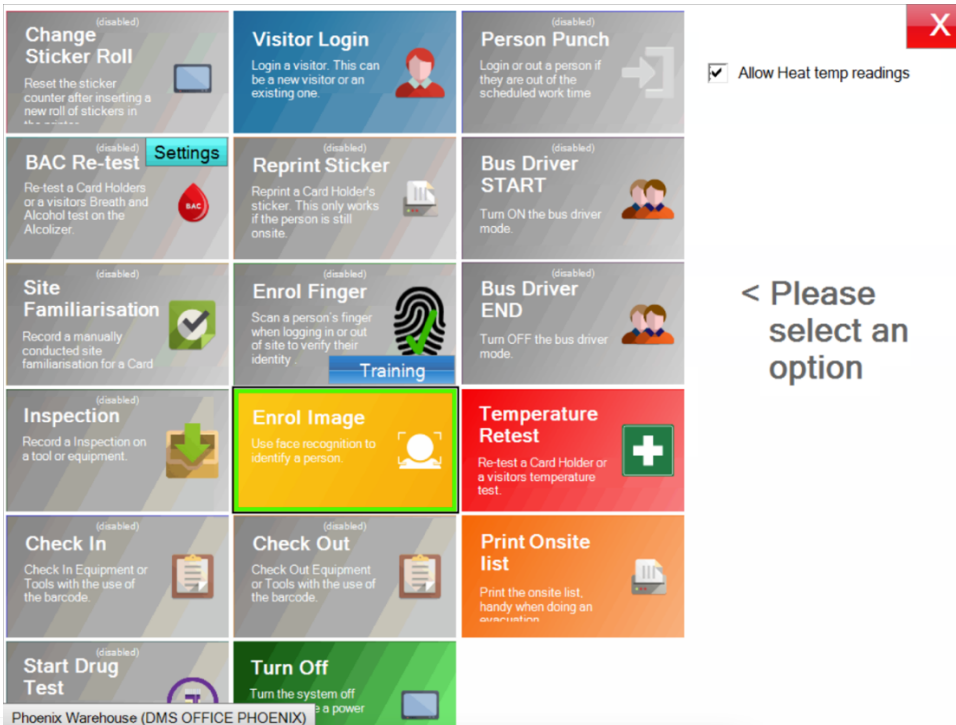 (disabled)
Change
Sticker Roll
Reset the sticker
counter after inserting a
new roll of stickers in
Visitor Login
Login a visitor. This can
be a new visitor or an
existing one.
(disabled)
Person Punch
Login or out a person if
they are out of the
scheduled work time
X
Allow Heat temp readings
(disabled)
BAC Re-test
Settings
Re-test a Card Holders
or a visitors Breath and
Alcohol test on the
Alcolizer.
BAC
(disabled)
Reprint Sticker
Reprint a Card Holder's
sticker. This only works
if the person is still
onsite.
(disabled)
Bus Driver
START
Turn ON the bus driver
mode.
(disabled)
Site
Familiarisation
Record a manually
conducted site
familiarisation for a Card
(disabled)
Enrol Finger
Scan a person's finger
when logging in or out
of site to verify their
identity .
Training
(disabled)
Bus Driver
END
Turn OFF the bus driver
mode.
< Please
select an
option
(disabled)
Inspection
Record a Inspection on
a tool or equipment.
Enrol Image
Use face recognition to
identify a person.
Temperature
Retest
Re-test a Card Holder or
a visitors temperature
test.
(disabled)
Check In
Check In Equipment or
Tools with the use of
the barcode.
(disabled)
Check Out
Check Out Equipment
or Tools with the use of
the barcode.
Print Onsite
list
Print the onsite list,
handy when doing an
evacuation
(disabled)
Start Drug
Test
Turn Off
Turn the system off
a power
Phoenix Warehouse (DMS OFFICE PHOENIX)